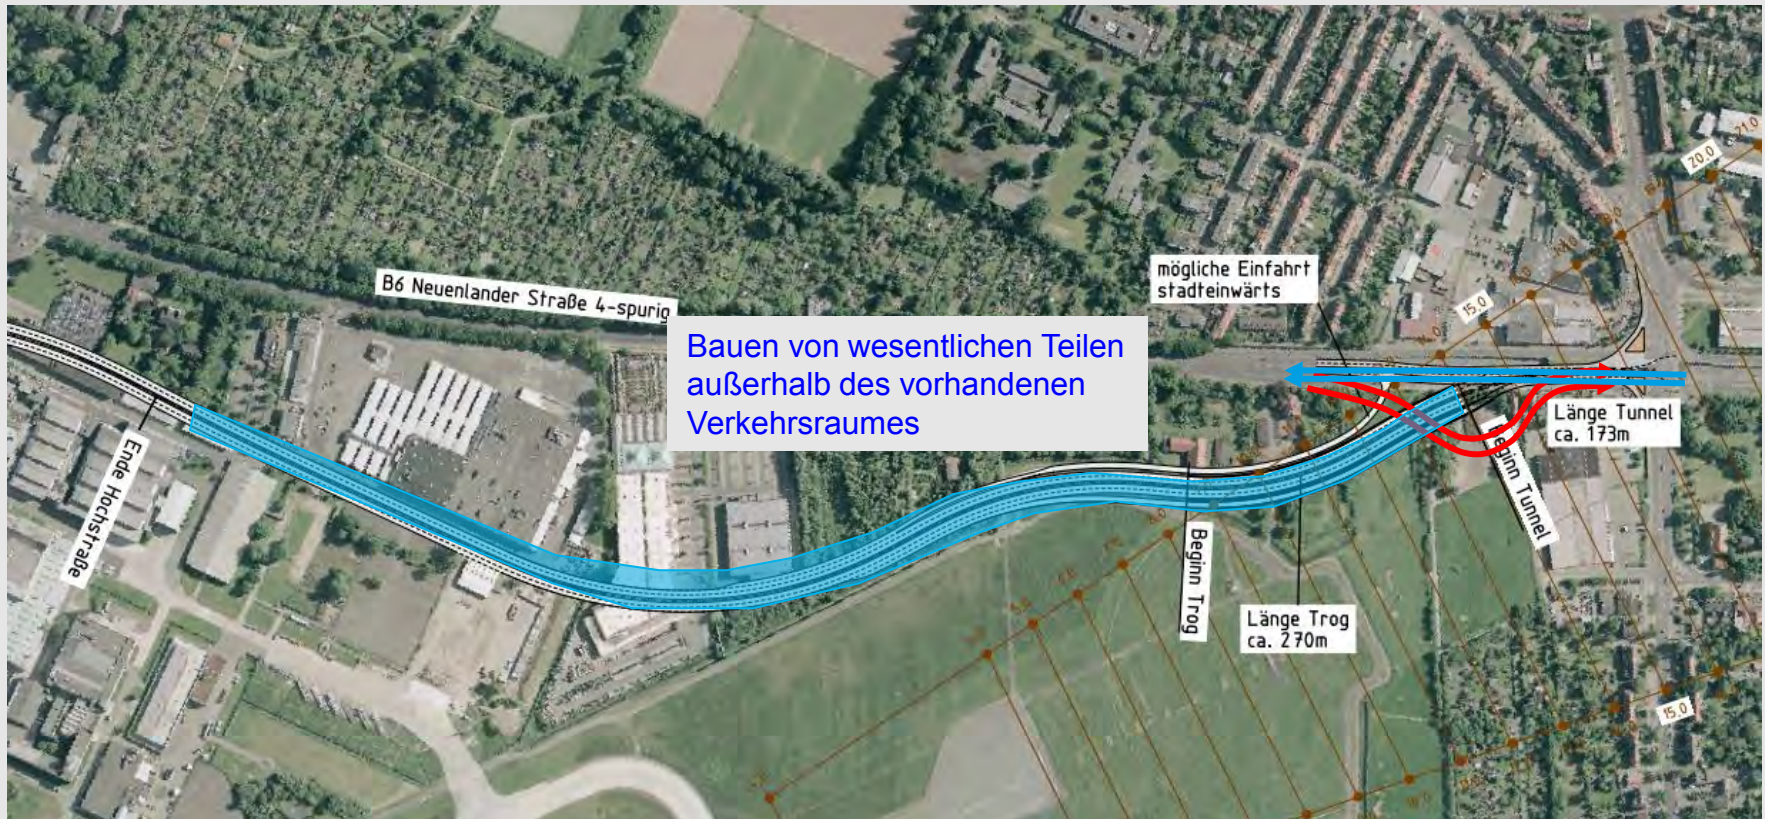 B6 Neuenlander Straße 4-spurig
Bauen von wesentlichen Teilen
außerhalb des vorhandenen
Verkehrsraumes
mögliche Einfahrt
stadteinwärts
Länge Tunnel
ca. 173m
Beginn Tunnel
Länge Trog
ca. 270m
Beginn Trog
Ende Hochstraße
21.0
20.0
15.0
15.0